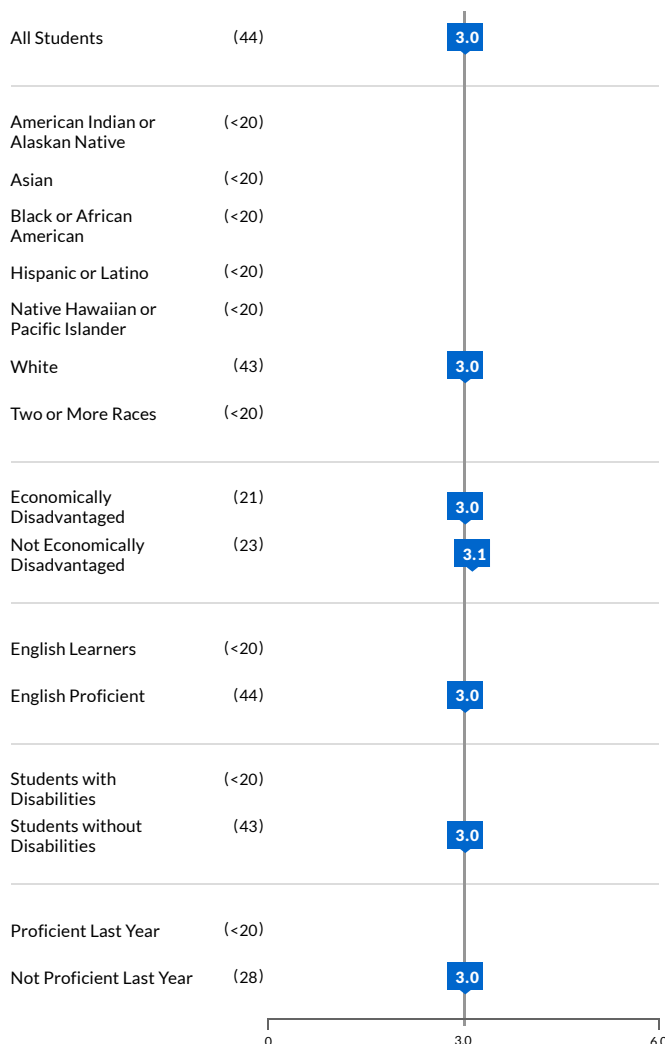 All Students (44) 3.0
American Indian or (<20)
Alaskan Native
Asian (<20)
Black or African (<20)
American
Hispanic or Latino (<20)
Native Hawaiian or (<20)
Pacific Islander
White (43) 3.0
Two or More Races (<20)
Economically (21) 3.0
Disadvantaged
Not Economically (23) 3.1
Disadvantaged
English Learners (<20)
English Proficient (44) 3.0
Students with (<20)
Disabilities
Students without (43) 3.0
Disabilities
Proficient Last Year (<20)
Not Proficient Last Year (28) 3.0
0 3.0 6.0